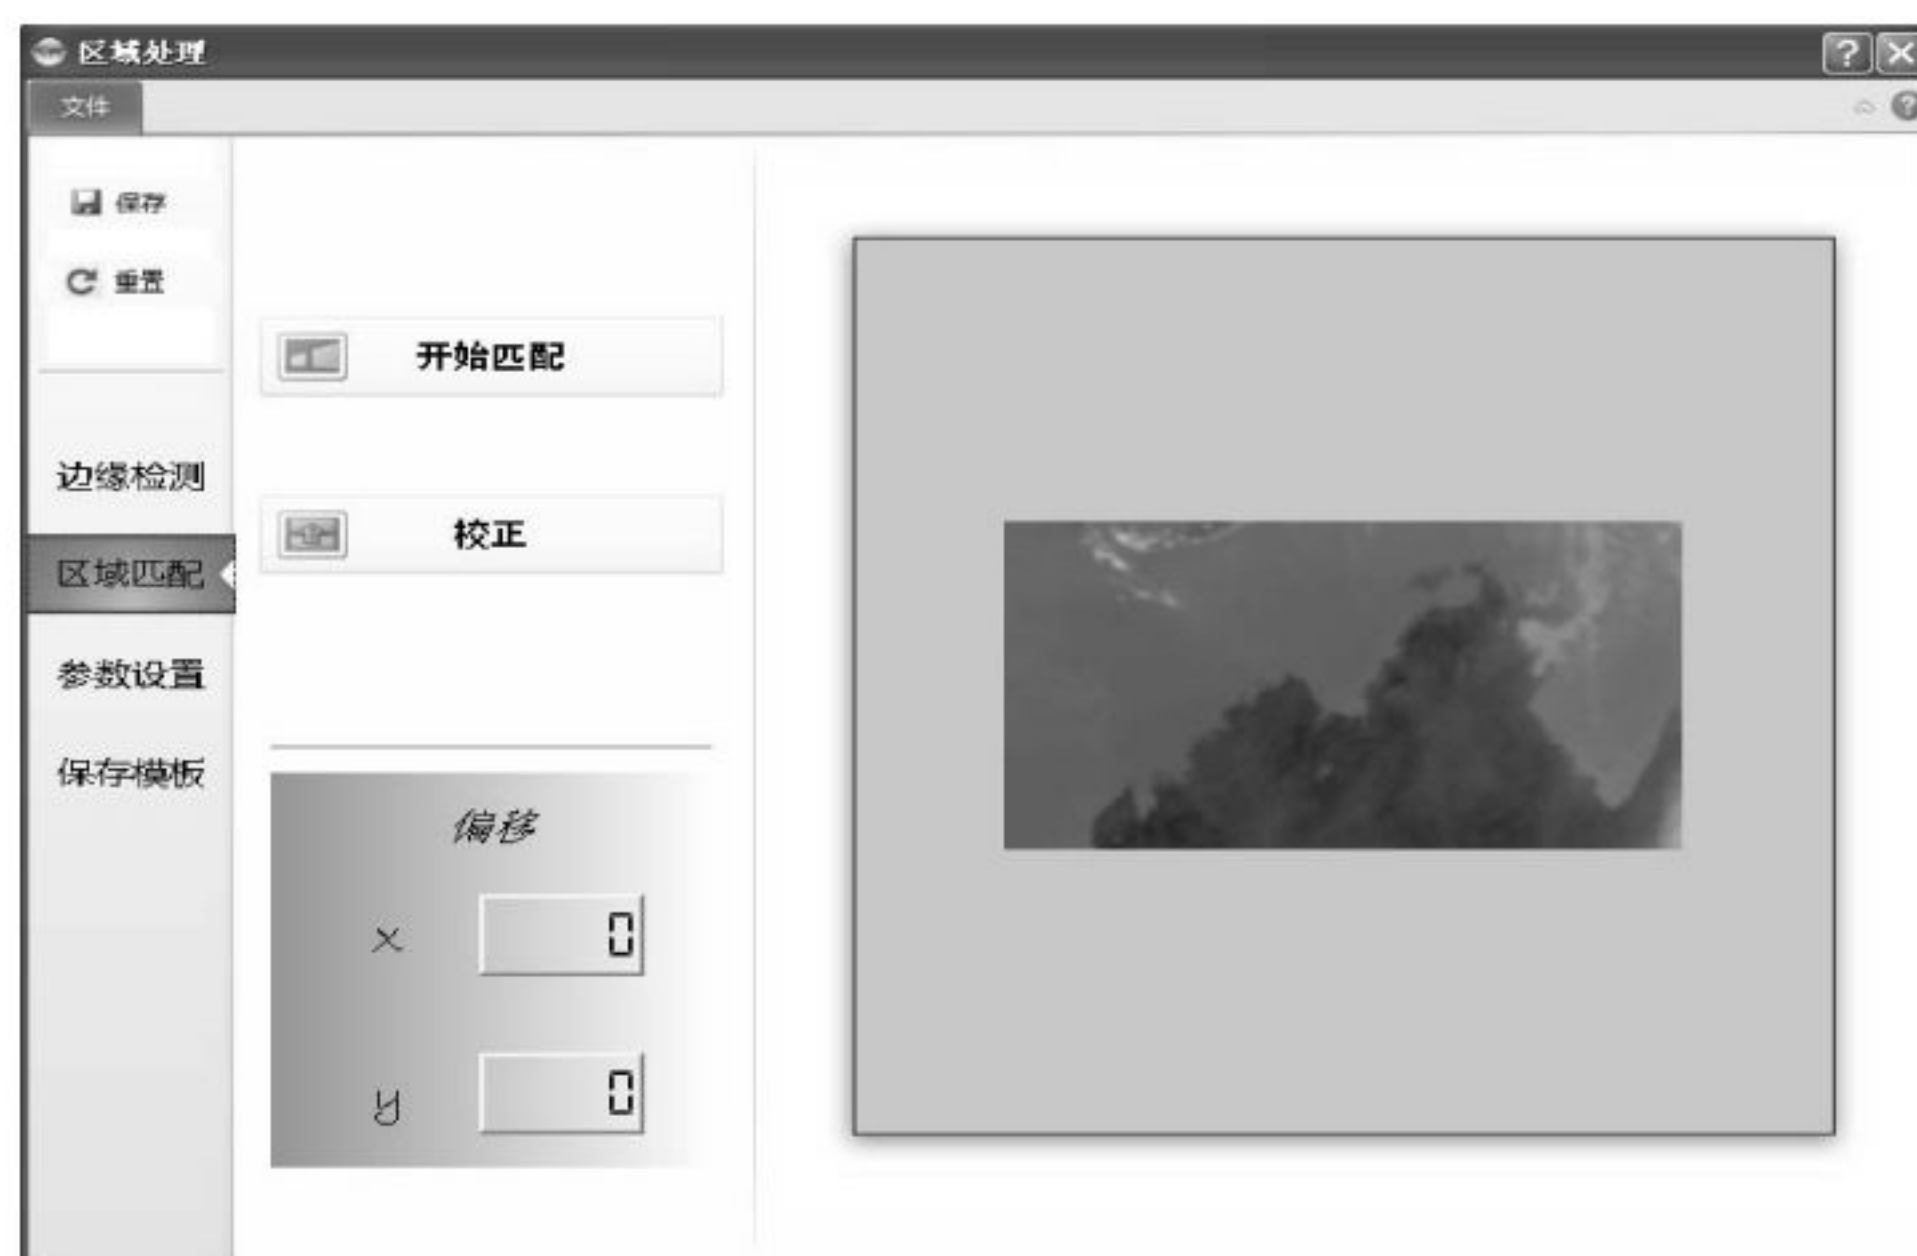 区域处理
文件
保存
重置
开始匹配
边缘检测
校正
区域匹配
参数设置
保存模板
偏移
x 0
y 0